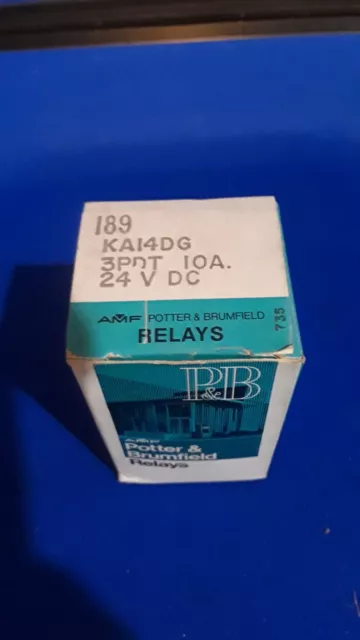 189
KA14DG
3PDT 10A.
24 V DC
AMF POTTER & BRUMFIELD
RELAYS
735
P&B
AMF
Potter &
Brumfield
Relays